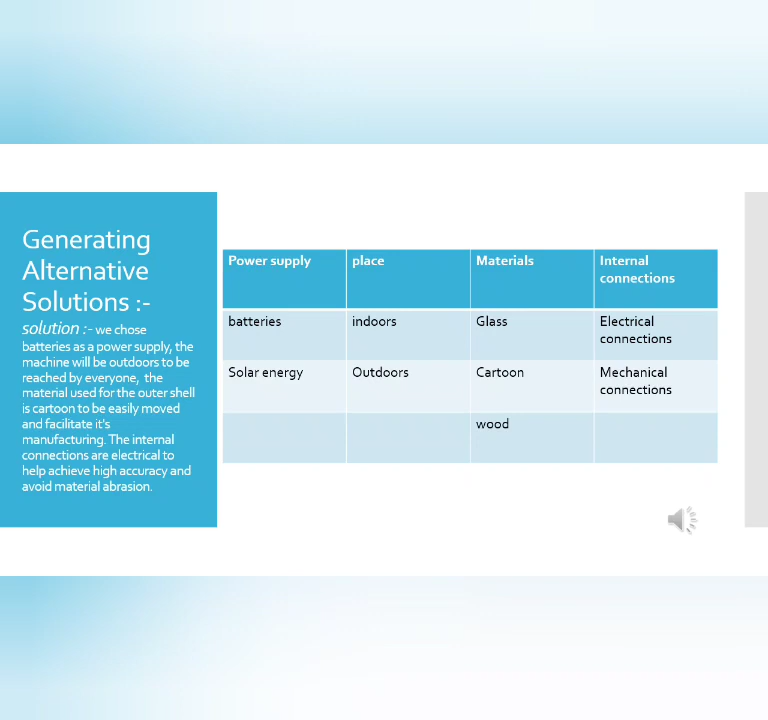 Generating
Alternative
Solutions :-
solution :- we chose
batteries as a power supply, the
machine will be outdoors to be
reached by everyone, the
material used for the outer shell
is cartoon to be easily moved
and facilitate it's
manufacturing. The internal
connections are electrical to
help achieve high accuracy and
avoid material abrasion.
Power supply
place
Materials
Internal
connections
batteries
indoors
Glass
Electrical
connections
Solar energy
Outdoors
Cartoon
Mechanical
connections
wood